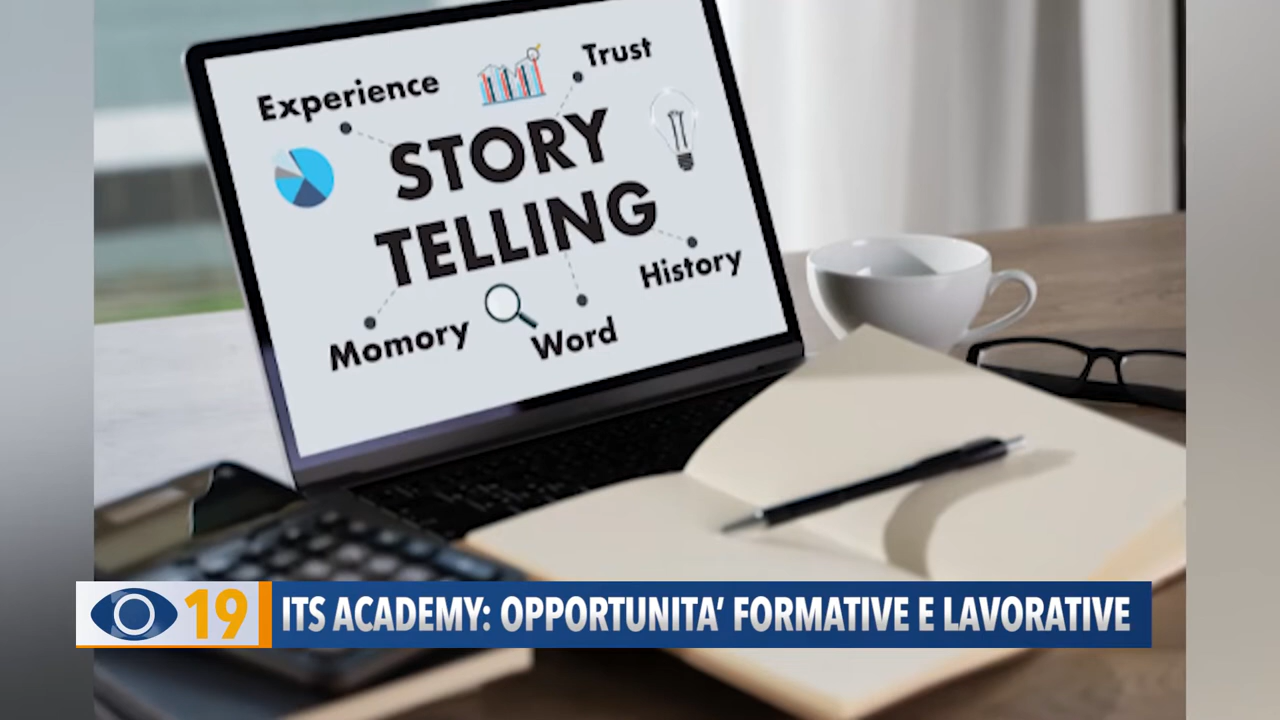 Experience
Trust
STORY
TELLING
History
Momory
Word
19
ITS ACADEMY: OPPORTUNITA' FORMATIVE E LAVORATIVE